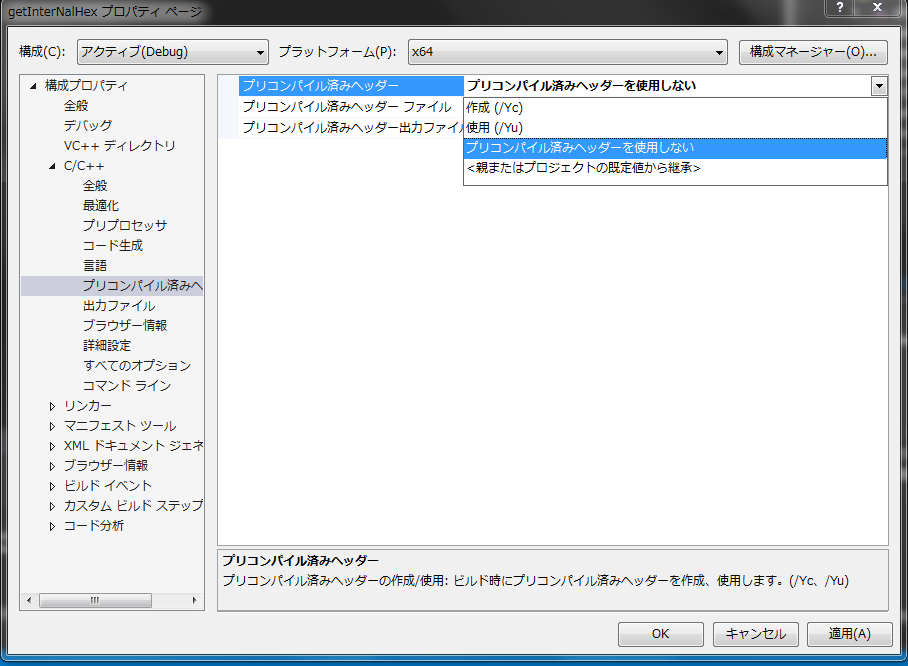 getInterNalHex プロパティ ページ
構成(C): アクティブ(Debug) プラットフォーム(P): x64 構成マネージャー(O)...
構成プロパティ
全般
デバッグ
VC++ ディレクトリ
C/C++
全般
最適化
プリプロセッサ
コード生成
言語
プリコンパイル済みヘ
出力ファイル
ブラウザー情報
詳細設定
すべてのオプション
コマンド ライン
リンカー
マニフェスト ツール
XML ドキュメント ジェネ
ブラウザー情報
ビルド イベント
カスタム ビルド ステップ
コード分析
プリコンパイル済みヘッダー プリコンパイル済みヘッダーを使用しない
プリコンパイル済みヘッダー ファイル
プリコンパイル済みヘッダー出力ファイル
作成 (/Yc)
使用 (/Yu)
プリコンパイル済みヘッダーを使用しない
<親またはプロジェクトの既定値から継承>
プリコンパイル済みヘッダー
プリコンパイル済みヘッダーの作成/使用: ビルド時にプリコンパイル済みヘッダーを作成、使用します。(/Yc、/Yu)
OK キャンセル 適用(A)